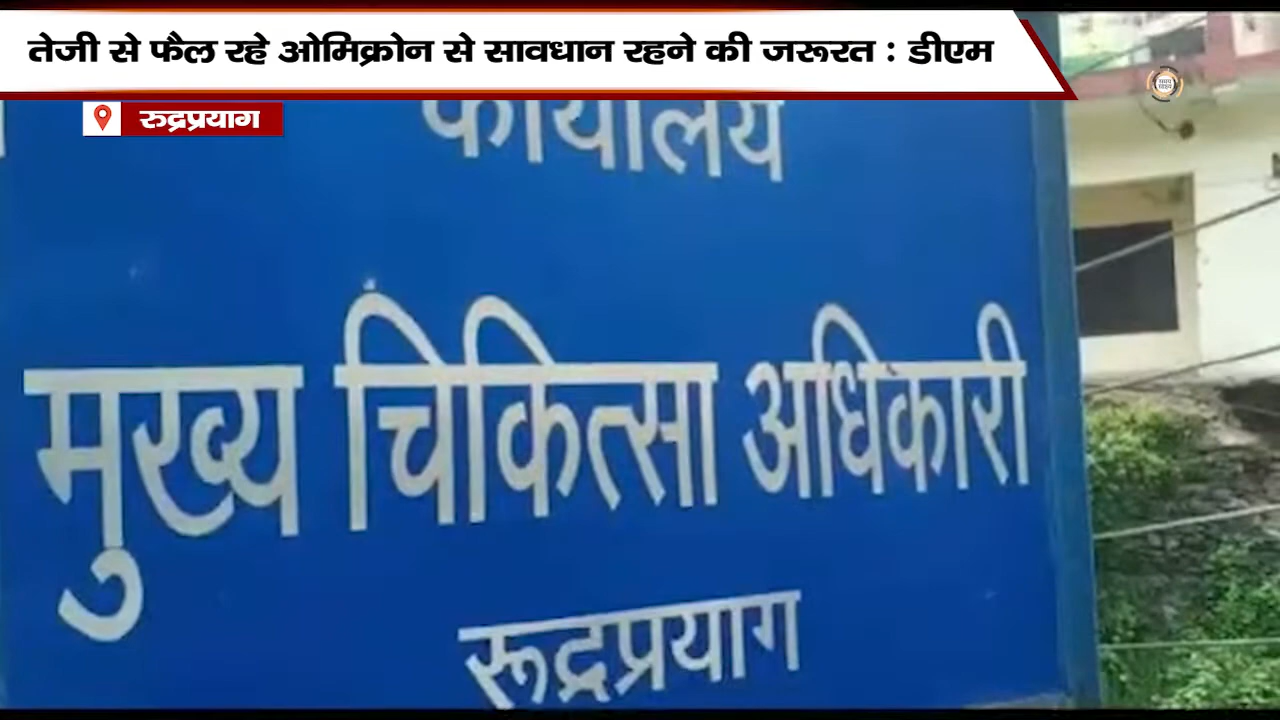 तेजी से फैल रहे ओमिक्रोन से सावधान रहने की जरूरत : डीएम
रुद्रप्रयाग
कार्यालय
मुख्य चिकित्सा अधिकारी
रूद्रप्रयाग